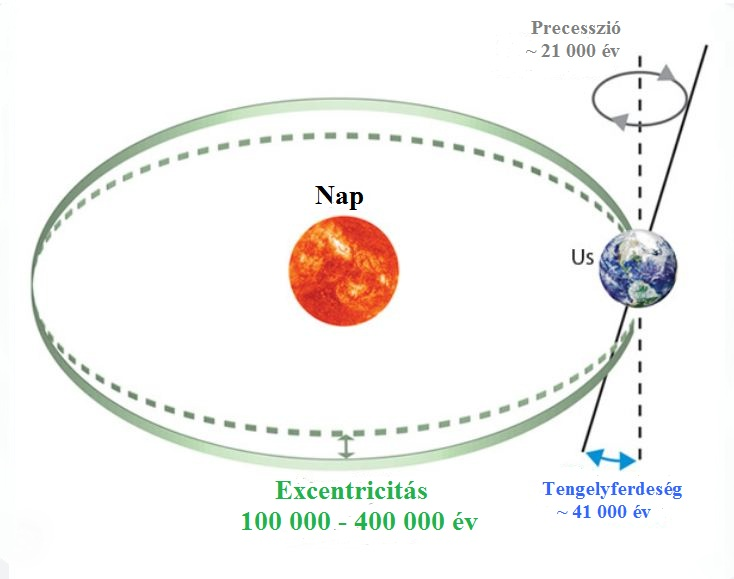 Precesszió
~ 21 000 év
Nap
Us
Excentricitás
100 000 - 400 000 év
Tengelyferdeség
~ 41 000 év